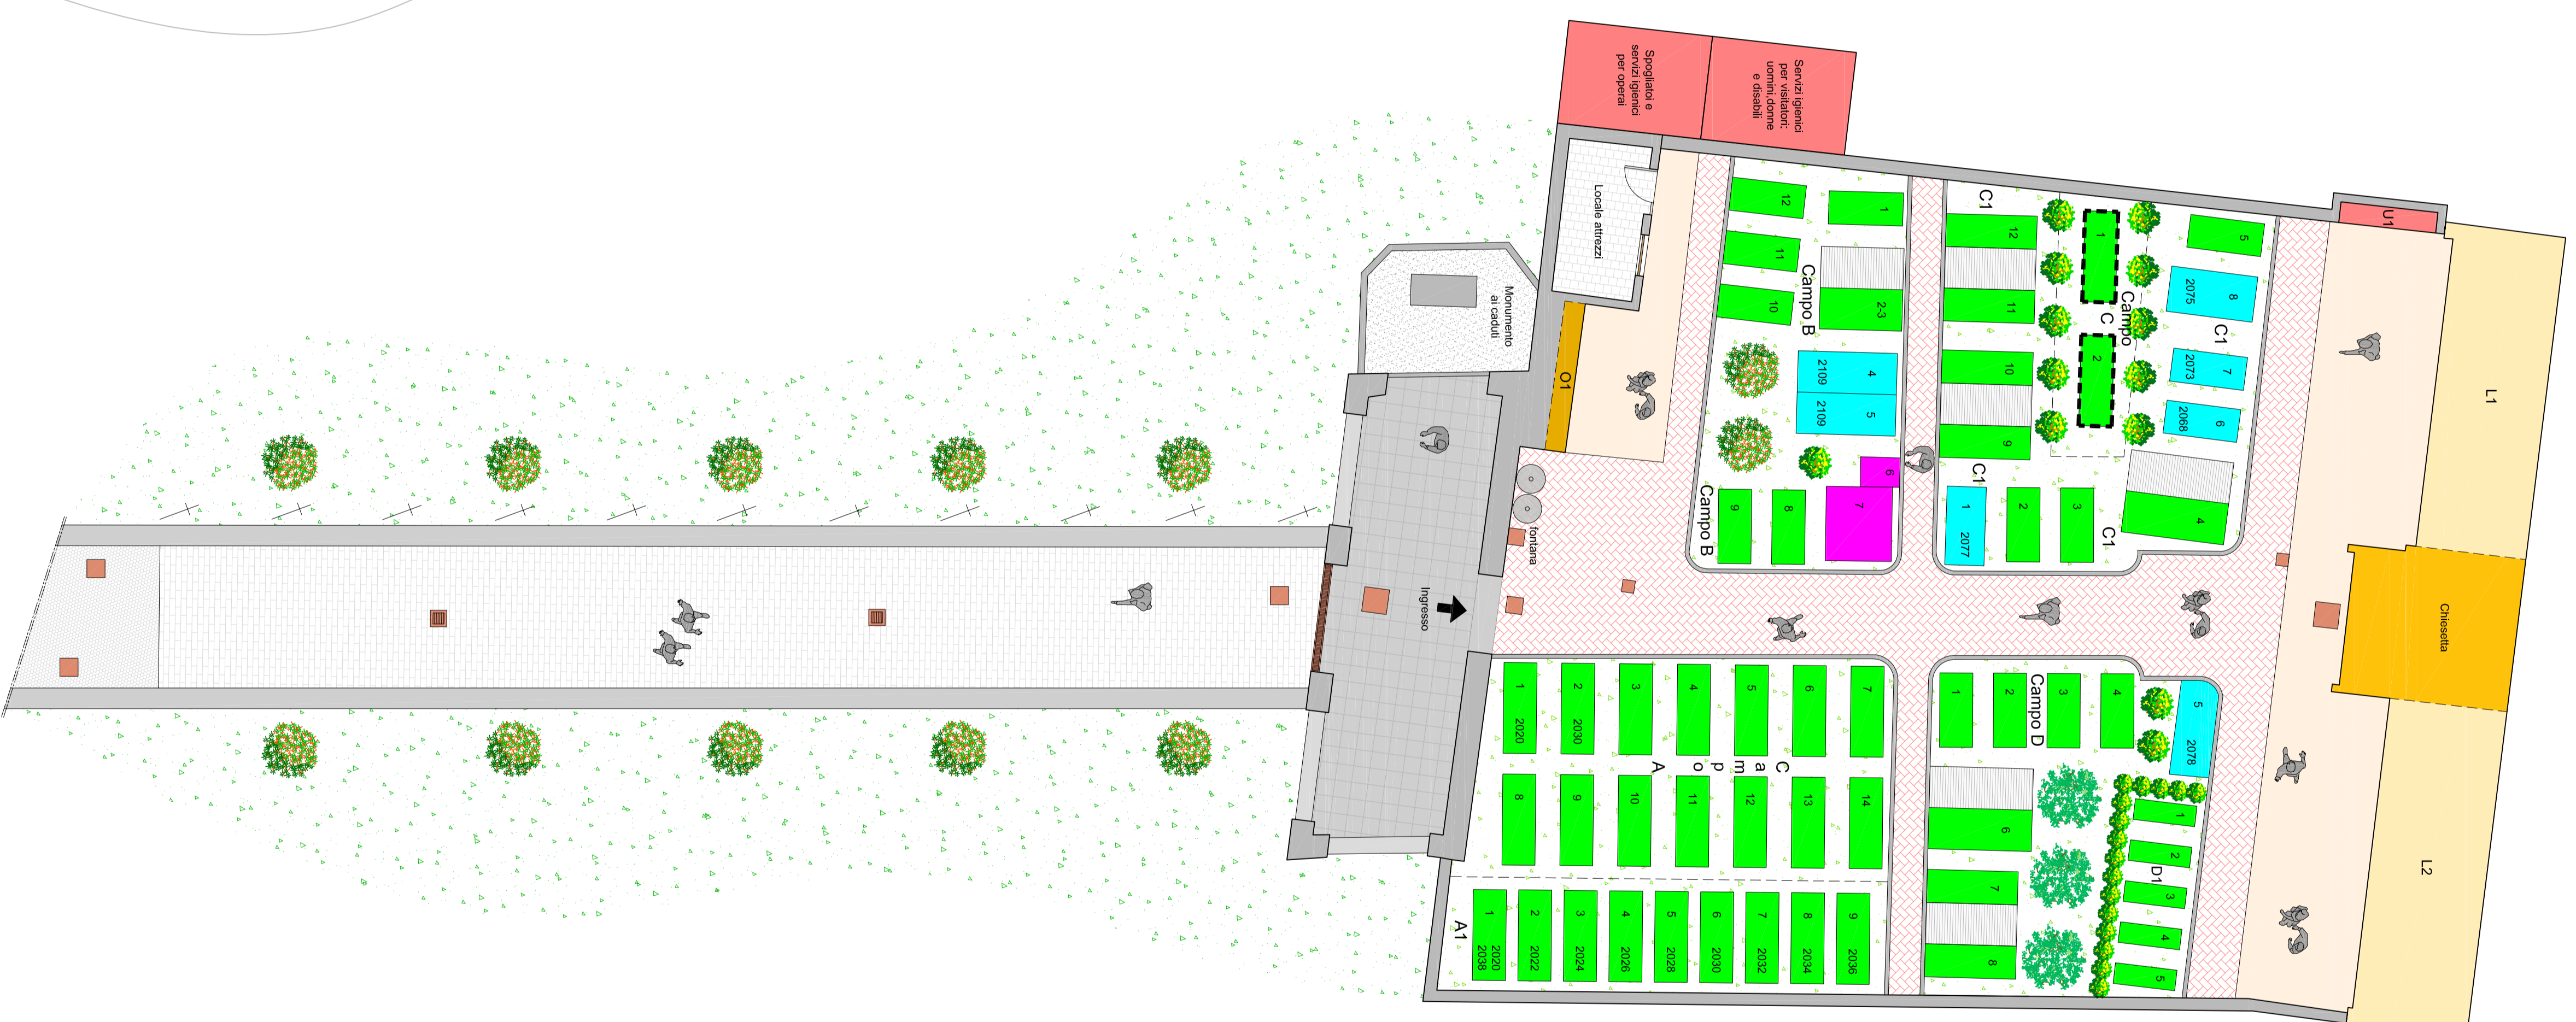 Spogliatoi e
servizi igienici
per operai
Servizi igienici
per visitatori:
uomini,donne
e disabili
Locale attrezzi
Monumento
ai caduti
O1
fontana
Ingresso
U1
L1
L2
Chiesetta
Campo B
12
11
10
1
2-3
4
2109
5
2109
6
7
8
9
Campo B
C1
12
11
10
9
C1
1
2077
2
3
C1
4
Campo
C
1
2
5
8
2075
C1
7
2073
6
2068
Campo A
1
2020
2
2030
3
4
5
6
7
8
9
10
11
12
13
14
A1
1
2020
2038
2
2022
3
2024
4
2026
5
2028
6
2030
7
2032
8
2034
9
2036
Campo D
1
2
3
4
5
2078
6
7
8
D1
1
2
3
4
5